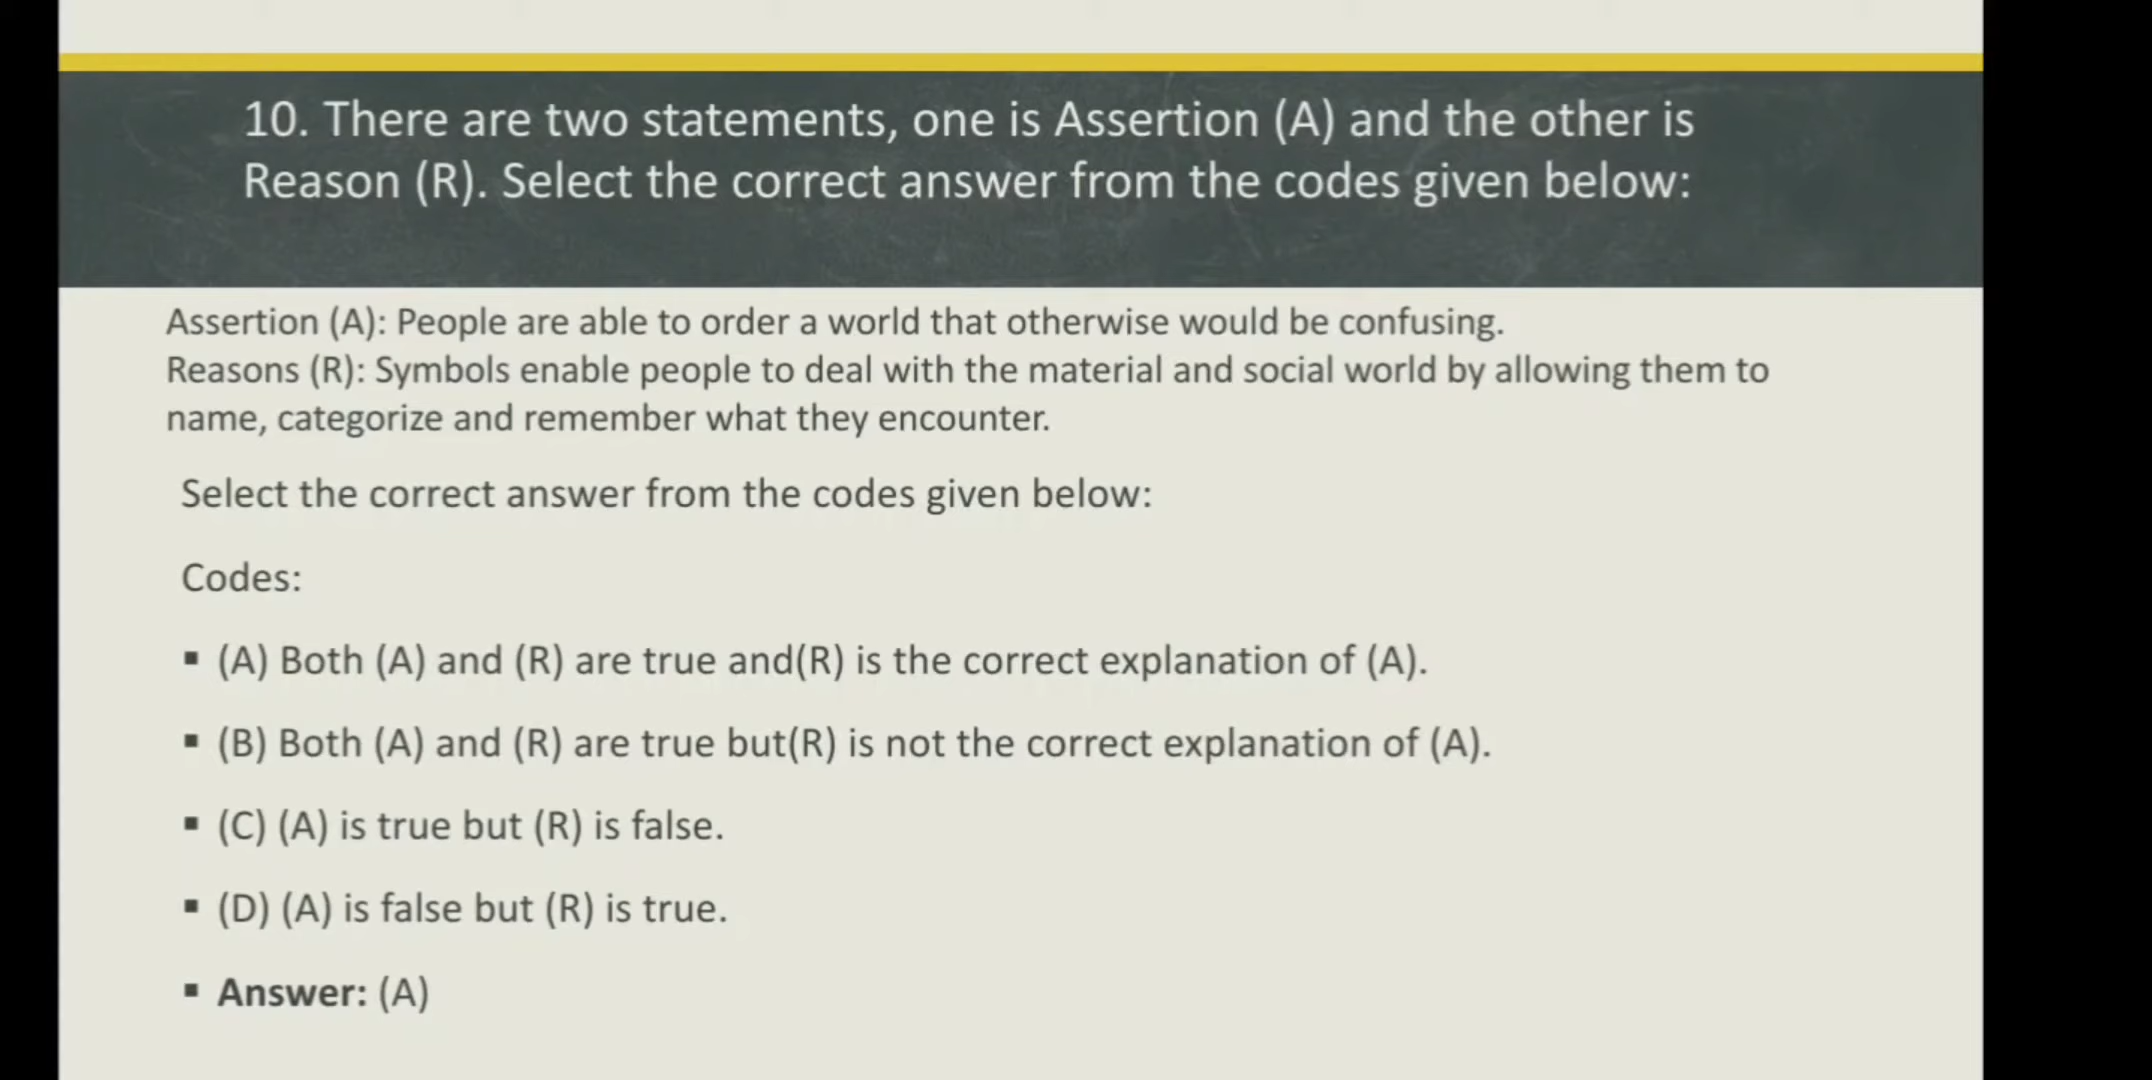 10. There are two statements, one is Assertion (A) and the other is
Reason (R). Select the correct answer from the codes given below:
Assertion (A): People are able to order a world that otherwise would be confusing.
Reasons (R): Symbols enable people to deal with the material and social world by allowing them to
name, categorize and remember what they encounter.
Select the correct answer from the codes given below:
Codes:
▪ (A) Both (A) and (R) are true and(R) is the correct explanation of (A).
▪ (B) Both (A) and (R) are true but(R) is not the correct explanation of (A).
▪ (C) (A) is true but (R) is false.
▪ (D) (A) is false but (R) is true.
▪ Answer: (A)